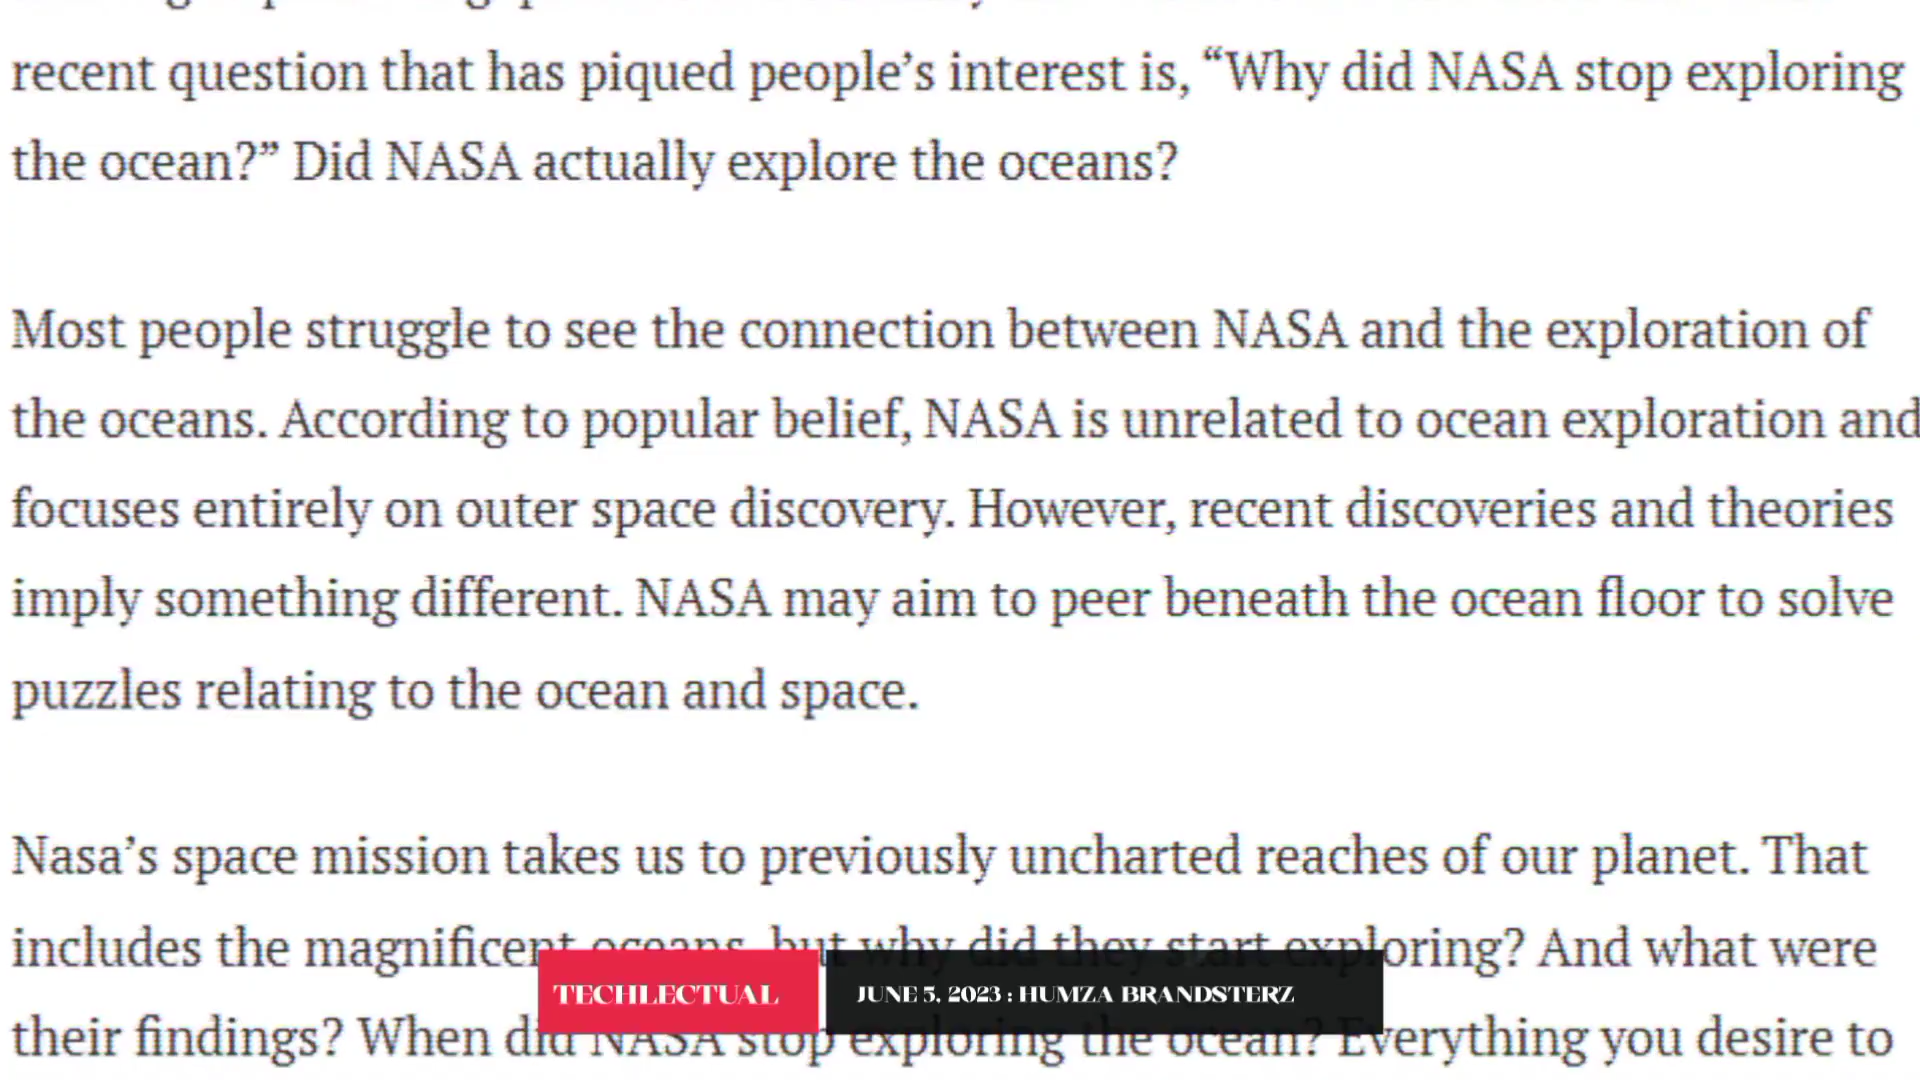 recent question that has piqued people’s interest is, “Why did NASA stop exploring
the ocean?” Did NASA actually explore the oceans?
Most people struggle to see the connection between NASA and the exploration of
the oceans. According to popular belief, NASA is unrelated to ocean exploration and
focuses entirely on outer space discovery. However, recent discoveries and theories
imply something different. NASA may aim to peer beneath the ocean floor to solve
puzzles relating to the ocean and space.
Nasa’s space mission takes us to previously uncharted reaches of our planet. That
includes the magnificent oceans, but why did they start exploring? And what were
their findings? When did NASA stop exploring the ocean? Everything you desire to
TECHLECTUAL
JUNE 5, 2023 : HUMZA BRANDSTERZ